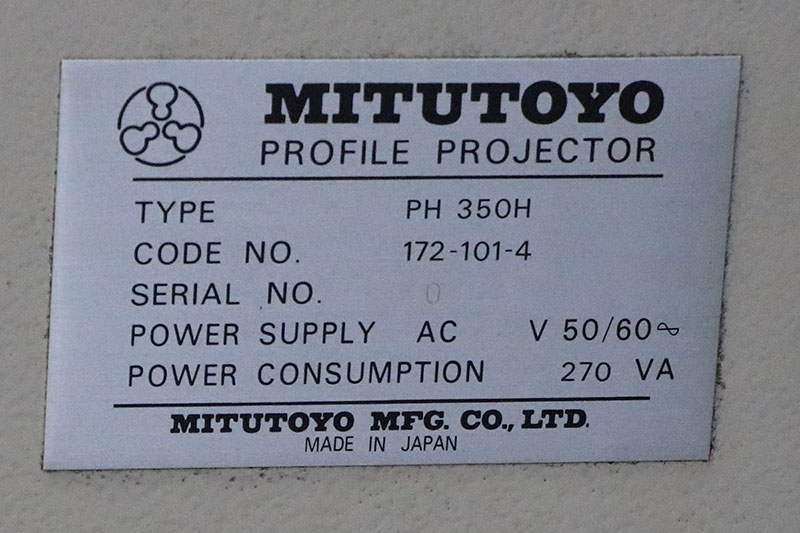 MITUTOYO
PROFILE PROJECTOR
TYPE PH 350H
CODE NO. 172-101-4
SERIAL NO. 0
POWER SUPPLY AC V 50/60∿
POWER CONSUMPTION 270 VA
MITUTOYO MFG. CO., LTD.
MADE IN JAPAN